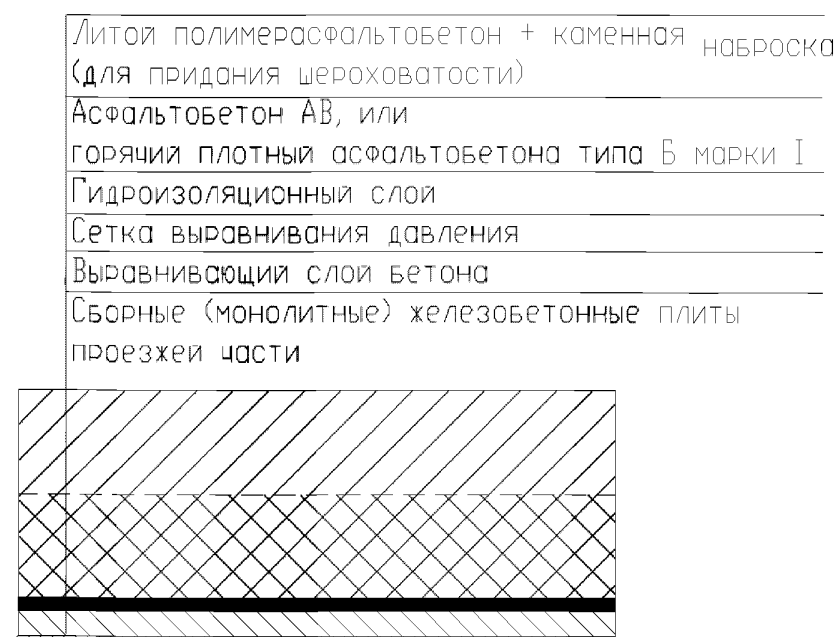 Литой полимерасфальтобетон + каменная наброска
(для придания шероховатости)
Асфальтобетон АВ, или
горячий плотный асфальтобетона типа Б марки I
Гидроизоляционный слой
Сетка выравнивания давления
Выравнивающий слой бетона
Сборные (монолитные) железобетонные плиты
проезжей части